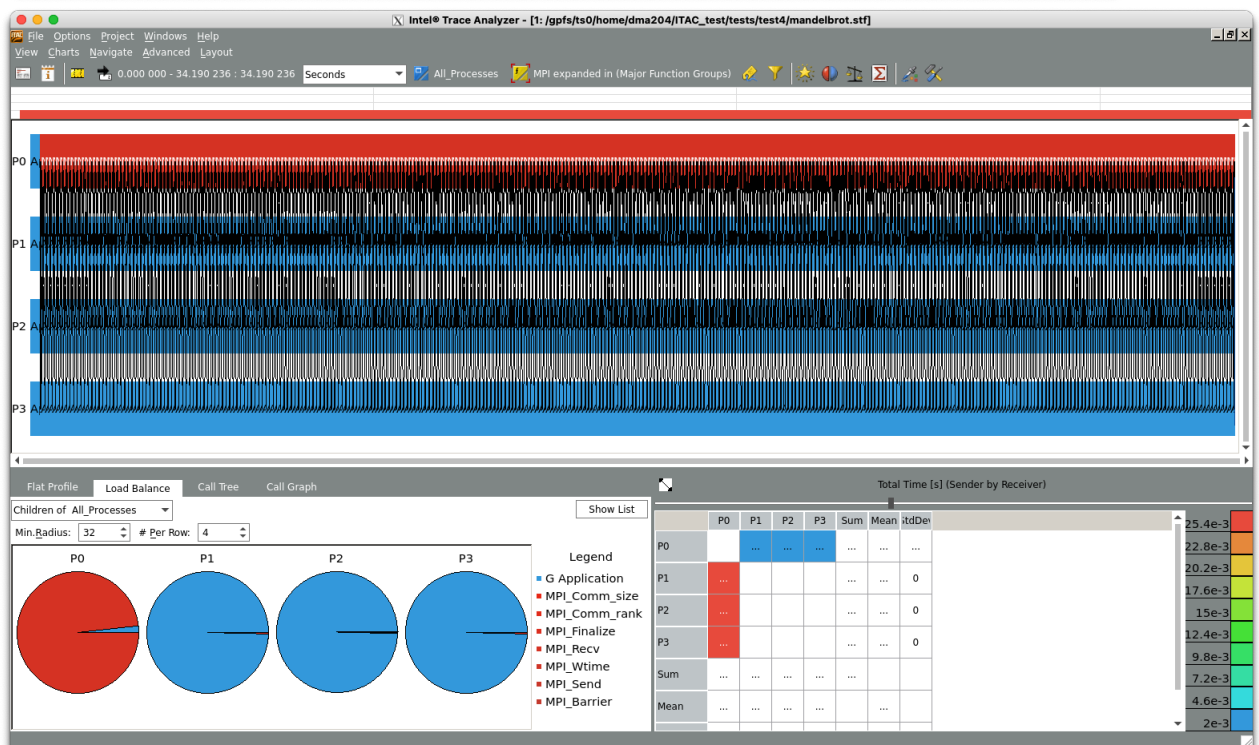 Intel® Trace Analyzer - [1: /gpfs/ts0/home/dma204/ITAC_test/tests/test4/mandelbrot.stf]
File Options Project Windows Help
View Charts Navigate Advanced Layout
0.000 000 - 34.190 236 : 34.190 236 Seconds All_Processes MPI expanded in (Major Function Groups)
P0 A
P1 A
P2 A
P3 A
Flat Profile Load Balance Call Tree Call Graph
Children of All_Processes Show List
Min.Radius: 32 # Per Row: 4
P0 P1 P2 P3
Legend
G Application
MPI_Comm_size
MPI_Comm_rank
MPI_Finalize
MPI_Recv
MPI_Wtime
MPI_Send
MPI_Barrier
Total Time [s] (Sender by Receiver)
P0 P1 P2 P3 Sum Mean StdDev
P0 ... ... ... ... ... ...
P1 ... ... ... 0
P2 ... ... ... 0
P3 ... ... ... 0
Sum ... ... ... ... ...
Mean ... ... ... ... ...
25.4e-3
22.8e-3
20.2e-3
17.6e-3
15e-3
12.4e-3
9.8e-3
7.2e-3
4.6e-3
2e-3